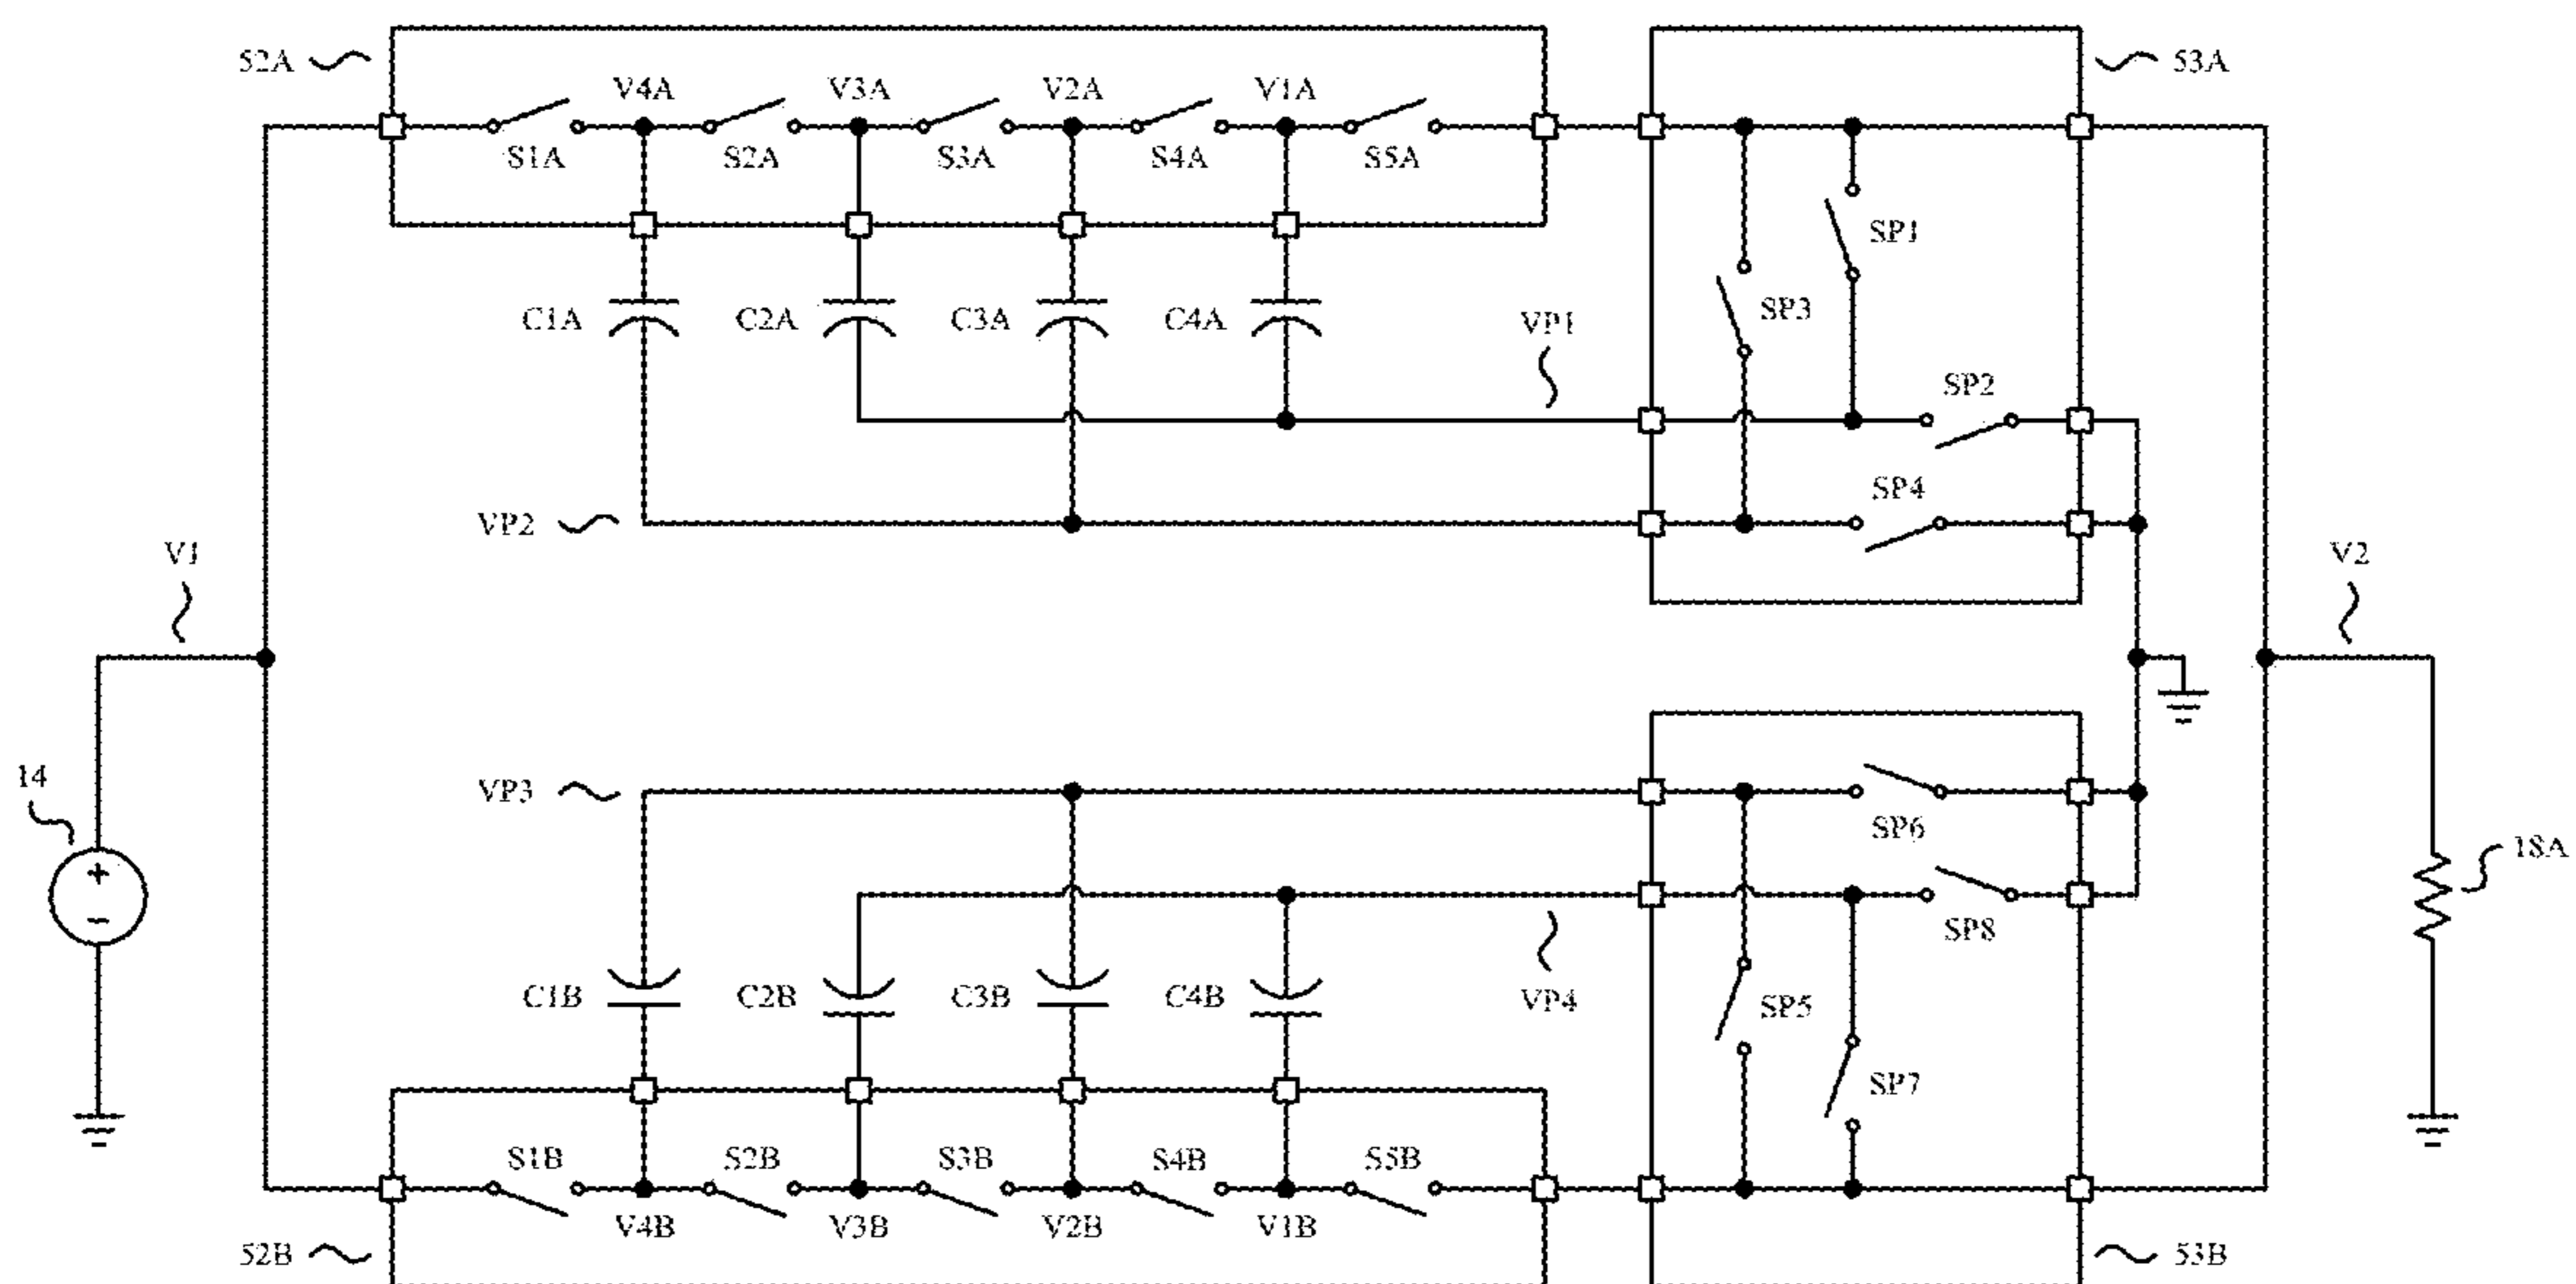 52A
V4A
V3A
V2A
V1A
53A
S1A
S2A
S3A
S4A
S5A
SP1
SP3
C1A
C2A
C3A
C4A
VP1
SP2
SP4
VP2
V1
V2
14
VP3
SP6
18A
SP8
C1B
C2B
C3B
C4B
VP4
SP5
SP7
S1B
S2B
S3B
S4B
S5B
V4B
V3B
V2B
V1B
52B
53B